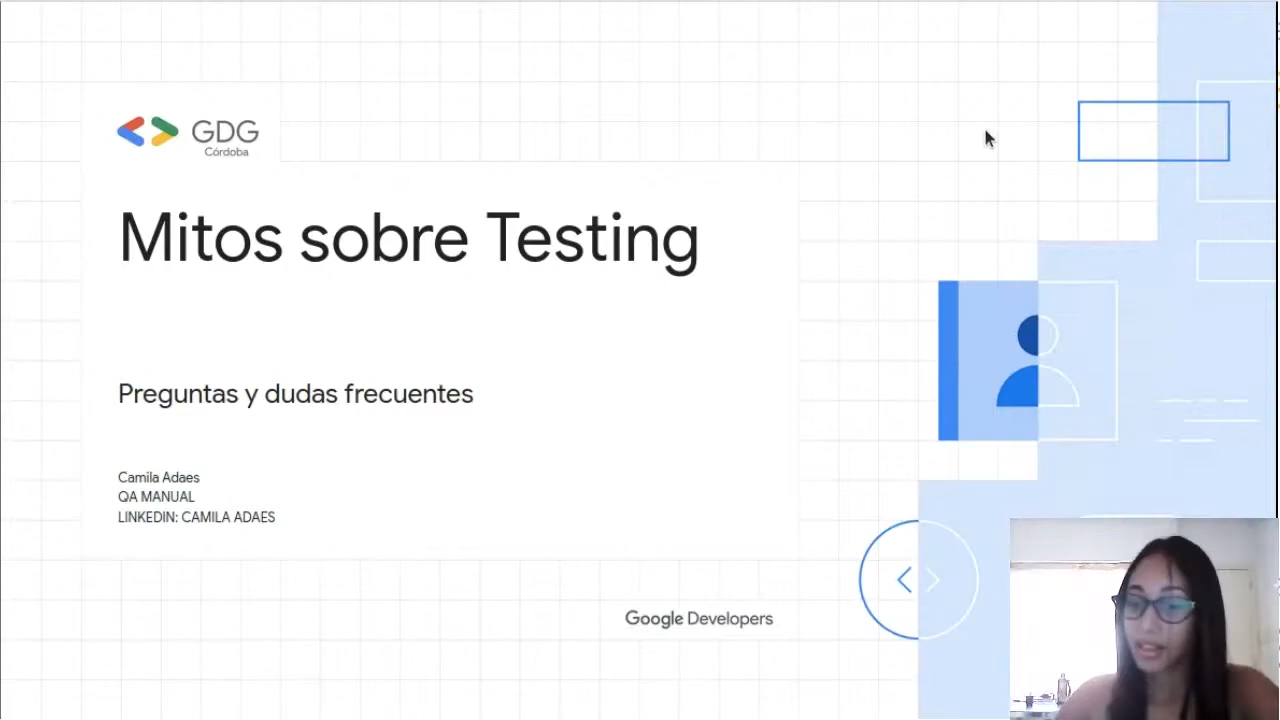 GDG
Córdoba
Mitos sobre Testing
Preguntas y dudas frecuentes
Camila Adaes
QA MANUAL
LINKEDIN: CAMILA ADAES
Google Developers